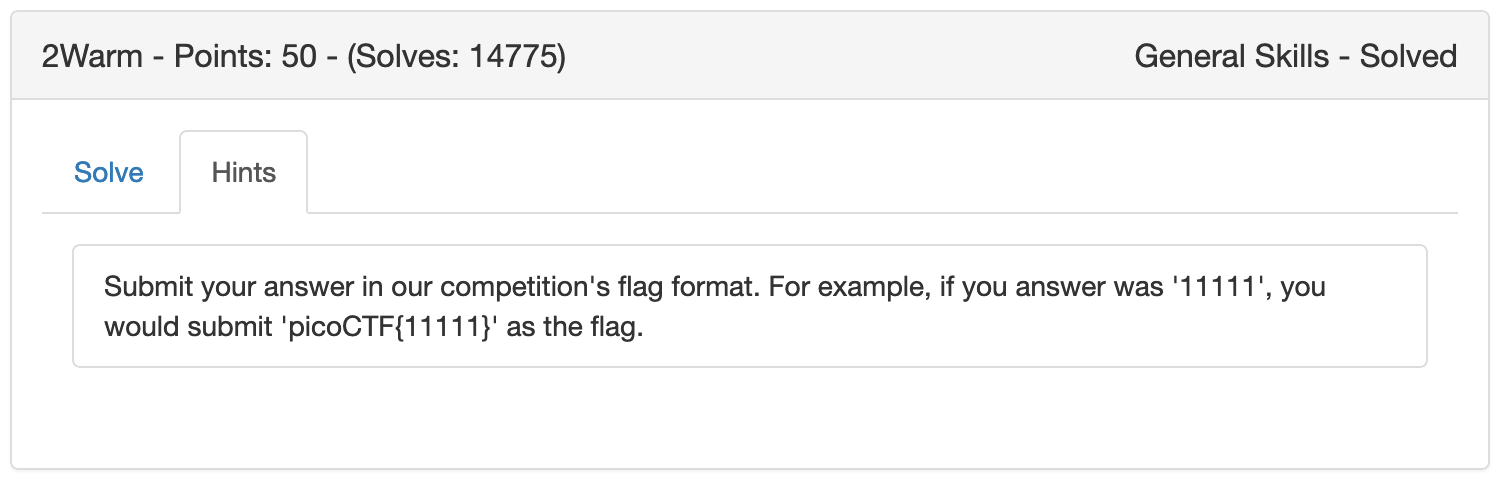 2Warm - Points: 50 - (Solves: 14775)
General Skills - Solved
Solve
Hints
Submit your answer in our competition's flag format. For example, if you answer was '11111', you
would submit 'picoCTF{11111}' as the flag.